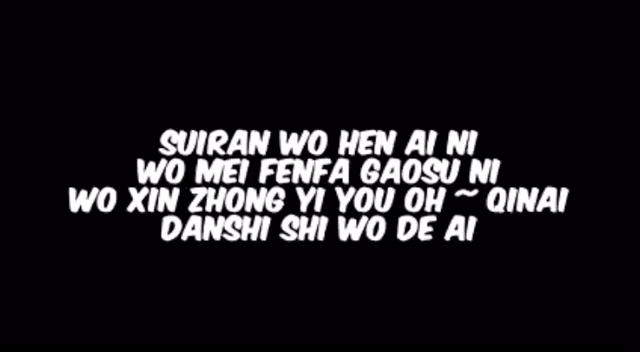 SUIRAN WO HEN AI NI
WO MEI FENFA GAOSU NI
WO XIN ZHONG YI YOU OH ~ QINAI
DANSHI SHI WO DE AI